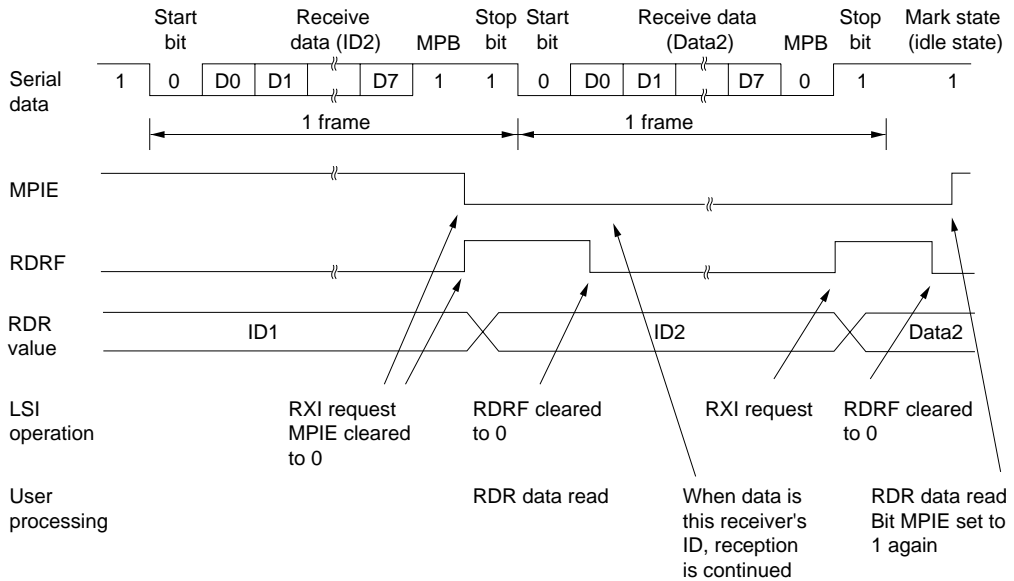 Start bit Receive data (ID2) MPB Stop bit Start bit Receive data (Data2) MPB Stop bit Mark state (idle state)
Serial data 1 0 D0 D1 D7 1 1 0 D0 D1 D7 0 1 1
1 frame 1 frame
MPIE
RDRF
RDR value ID1 ID2 Data2
LSI operation RXI request MPIE cleared to 0 RDRF cleared to 0 RXI request RDRF cleared to 0
User processing RDR data read When data is this receiver's ID, reception is continued RDR data read Bit MPIE set to 1 again